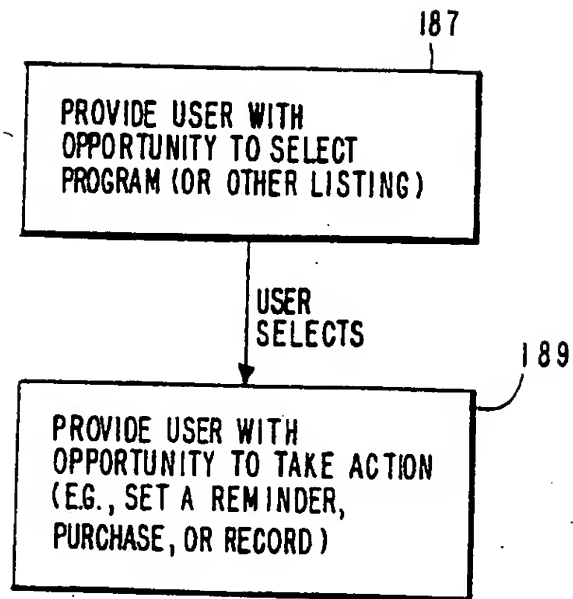 187
PROVIDE USER WITH
OPPORTUNITY TO SELECT
PROGRAM (OR OTHER LISTING)
USER
SELECTS
189
PROVIDE USER WITH
OPPORTUNITY TO TAKE ACTION
(E.G., SET A REMINDER,
PURCHASE, OR RECORD)